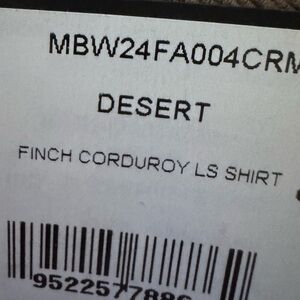 MBW24FA004CRM
DESERT
FINCH CORDUROY LS SHIRT